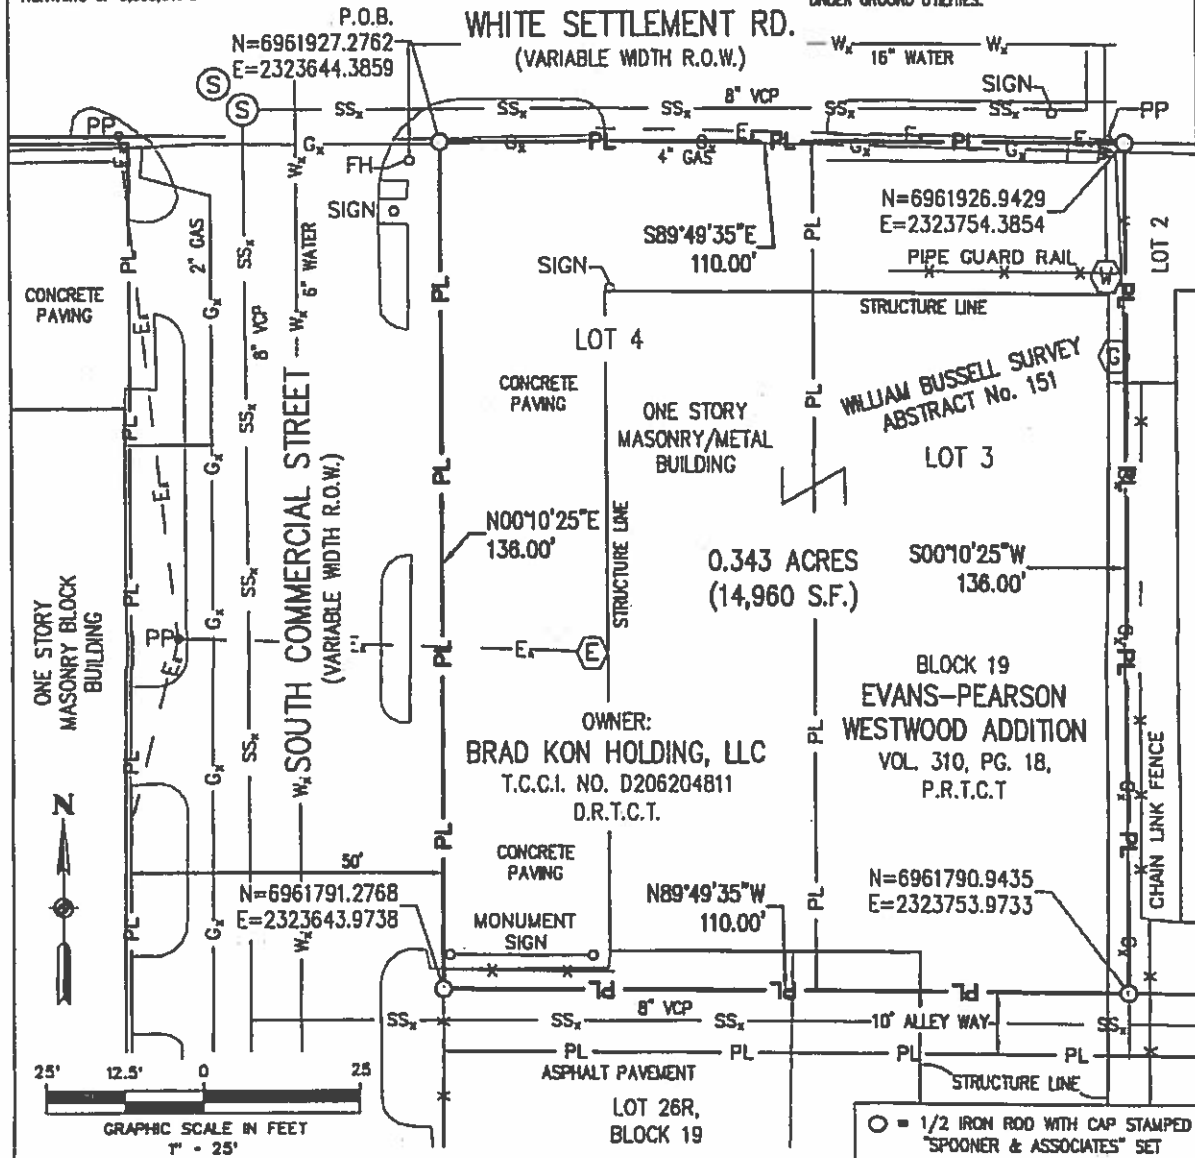 P.O.B.
N=6961927.2762
E=2323644.3859
WHITE SETTLEMENT RD.
(VARIABLE WIDTH R.O.W.)
UNDER GROUND UTILITIES.
16" WATER
8" VCP
SIGN
PP
PP
FH
SIGN
4" GAS
2" GAS
6" WATER
8" VCP
CONCRETE
PAVING
S89°49'35"E
110.00'
N=6961926.9429
E=2323754.3854
PIPE GUARD RAIL
STRUCTURE LINE
LOT 2
SIGN
LOT 4
CONCRETE
PAVING
ONE STORY
MASONRY/METAL
BUILDING
WILLIAM BUSSELL SURVEY
ABSTRACT No. 151
LOT 3
SOUTH COMMERCIAL STREET
(VARIABLE WIDTH R.O.W.)
N00°10'25"E
136.00'
STRUCTURE LINE
0.343 ACRES
(14,960 S.F.)
S00°10'25"W
136.00'
ONE STORY
MASONRY BLOCK
BUILDING
PP
E
BLOCK 19
EVANS-PEARSON
WESTWOOD ADDITION
VOL. 310, PG. 18,
P.R.T.C.T
OWNER:
BRAD KON HOLDING, LLC
T.C.C.I. NO. D206204811
D.R.T.C.T.
CHAIN LINK FENCE
N
50'
CONCRETE
PAVING
N=6961791.2768
E=2323643.9738
MONUMENT
SIGN
N89°49'35"W
110.00'
N=6961790.9435
E=2323753.9733
8" VCP
10' ALLEY WAY
ASPHALT PAVEMENT
STRUCTURE LINE
LOT 26R,
BLOCK 19
25' 12.5' 0 25
GRAPHIC SCALE IN FEET
1" - 25'
O = 1/2 IRON ROD WITH CAP STAMPED
"SPOONER & ASSOCIATES" SET